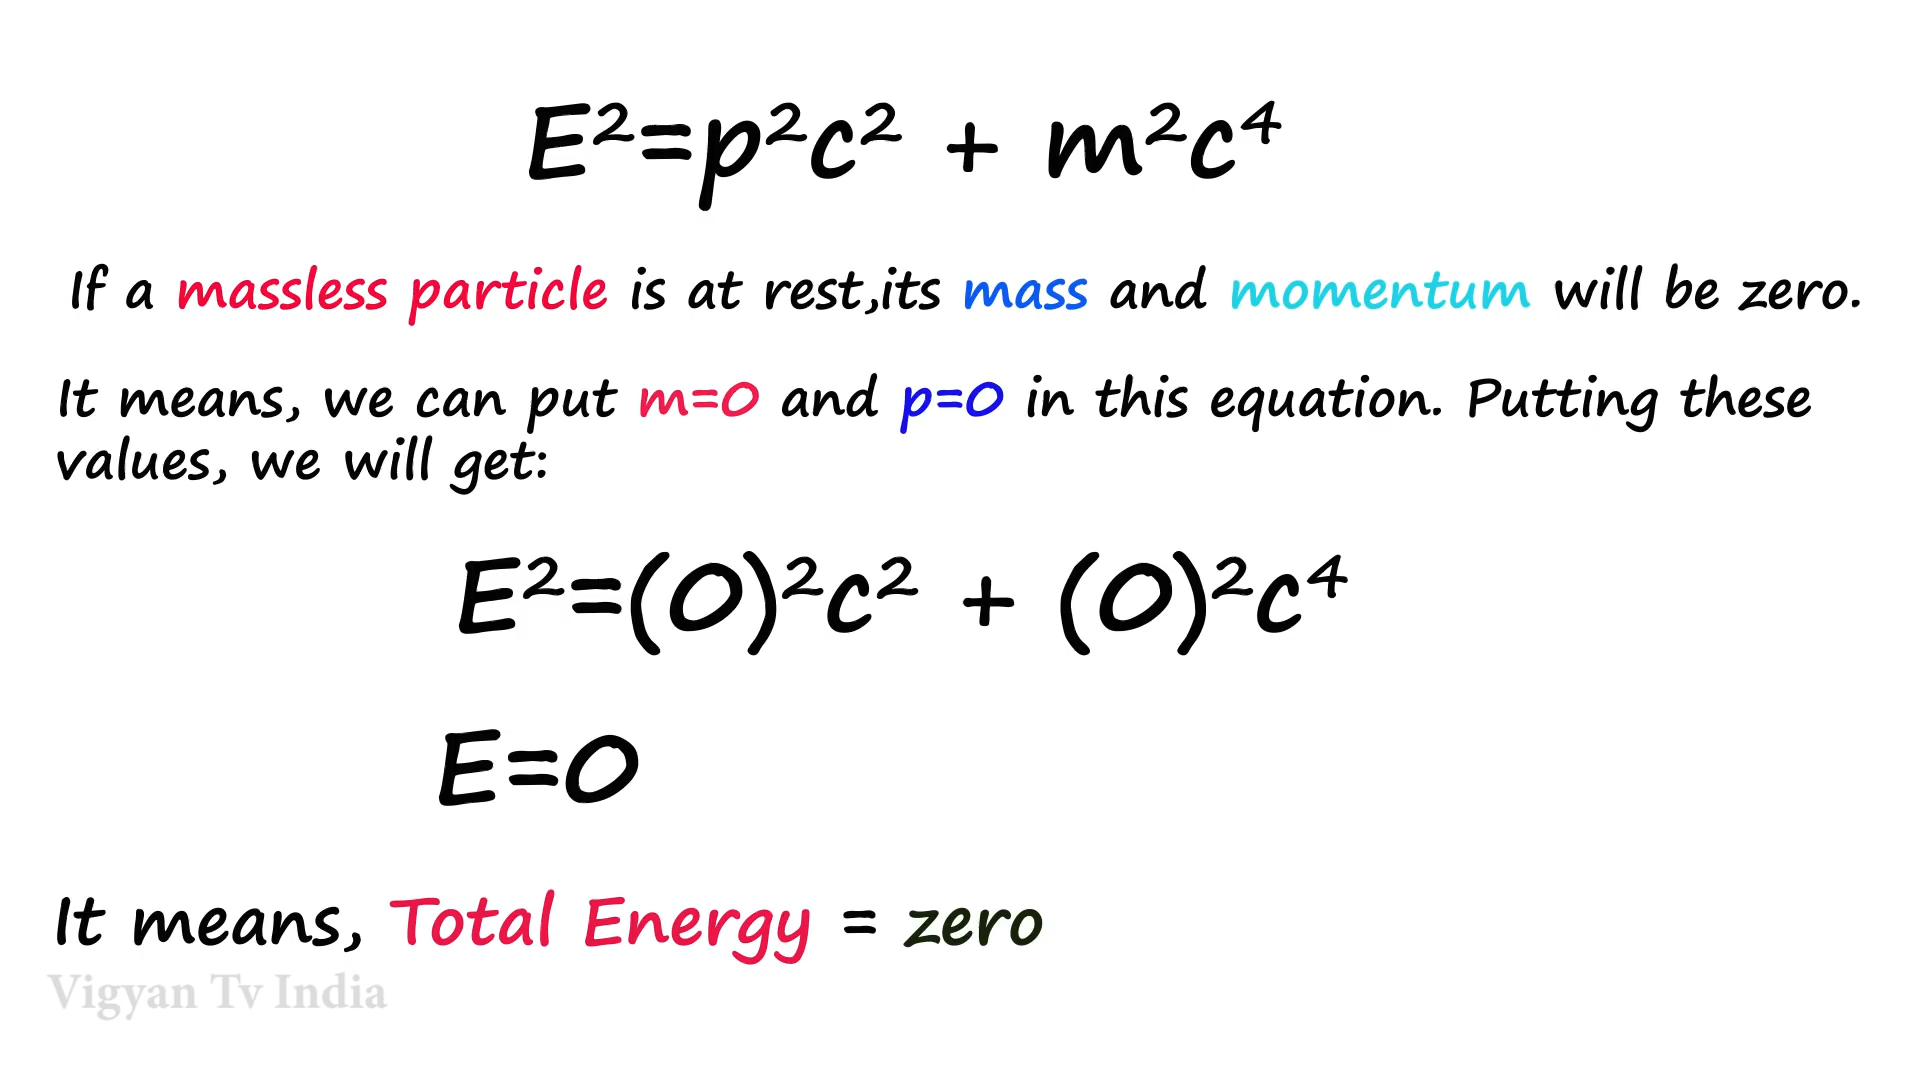 E²=p²c² + m²c⁴
If a massless particle is at rest,its mass and momentum will be zero.
It means, we can put m=0 and p=0 in this equation. Putting these
values, we will get:
E²=(0)²c² + (0)²c⁴
E=0
It means, Total Energy = zero
Vigyan Tv India